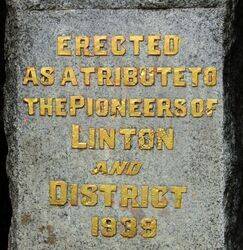 ERECTED
AS A TRIBUTE TO
THE PIONEERS OF
LINTON
AND
DISTRICT
1939